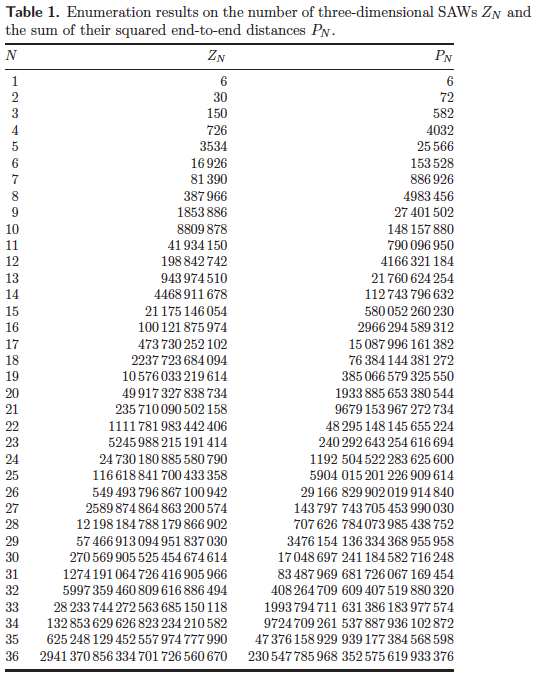 Table 1. Enumeration results on the number of three-dimensional SAWs Z_N and
the sum of their squared end-to-end distances P_N.
N Z_N P_N
1 6 6
2 30 72
3 150 582
4 726 4032
5 3534 25 566
6 16 926 153 528
7 81 390 886 926
8 387 966 4983 456
9 1853 886 27 401 502
10 8809 878 148 157 880
11 41 934 150 790 096 950
12 198 842 742 4166 321 184
13 943 974 510 21 760 624 254
14 4468 911 678 112 743 796 632
15 21 175 146 054 580 052 260 230
16 100 121 875 974 2966 294 589 312
17 473 730 252 102 15 087 996 161 382
18 2237 723 684 094 76 384 144 381 272
19 10 576 033 219 614 385 066 579 325 550
20 49 917 327 838 734 1933 885 653 380 544
21 235 710 090 502 158 9679 153 967 272 734
22 1111 781 983 442 406 48 295 148 145 655 224
23 5245 988 215 191 414 240 292 643 254 616 694
24 24 730 180 885 580 790 1192 504 522 283 625 600
25 116 618 841 700 433 358 5904 015 201 226 909 614
26 549 493 796 867 100 942 29 166 829 902 019 914 840
27 2589 874 864 863 200 574 143 797 743 705 453 990 030
28 12 198 184 788 179 866 902 707 626 784 073 985 438 752
29 57 466 913 094 951 837 030 3476 154 136 334 368 955 958
30 270 569 905 525 454 674 614 17 048 697 241 184 582 716 248
31 1274 191 064 726 416 905 966 83 487 969 681 726 067 169 454
32 5997 359 460 809 616 886 494 408 264 709 609 407 519 880 320
33 28 233 744 272 563 685 150 118 1993 794 711 631 386 183 977 574
34 132 853 629 626 823 234 210 582 9724 709 261 537 887 936 102 872
35 625 248 129 452 557 974 777 990 47 376 158 929 939 177 384 568 598
36 2941 370 856 334 701 726 560 670 230 547 785 968 352 575 619 933 376